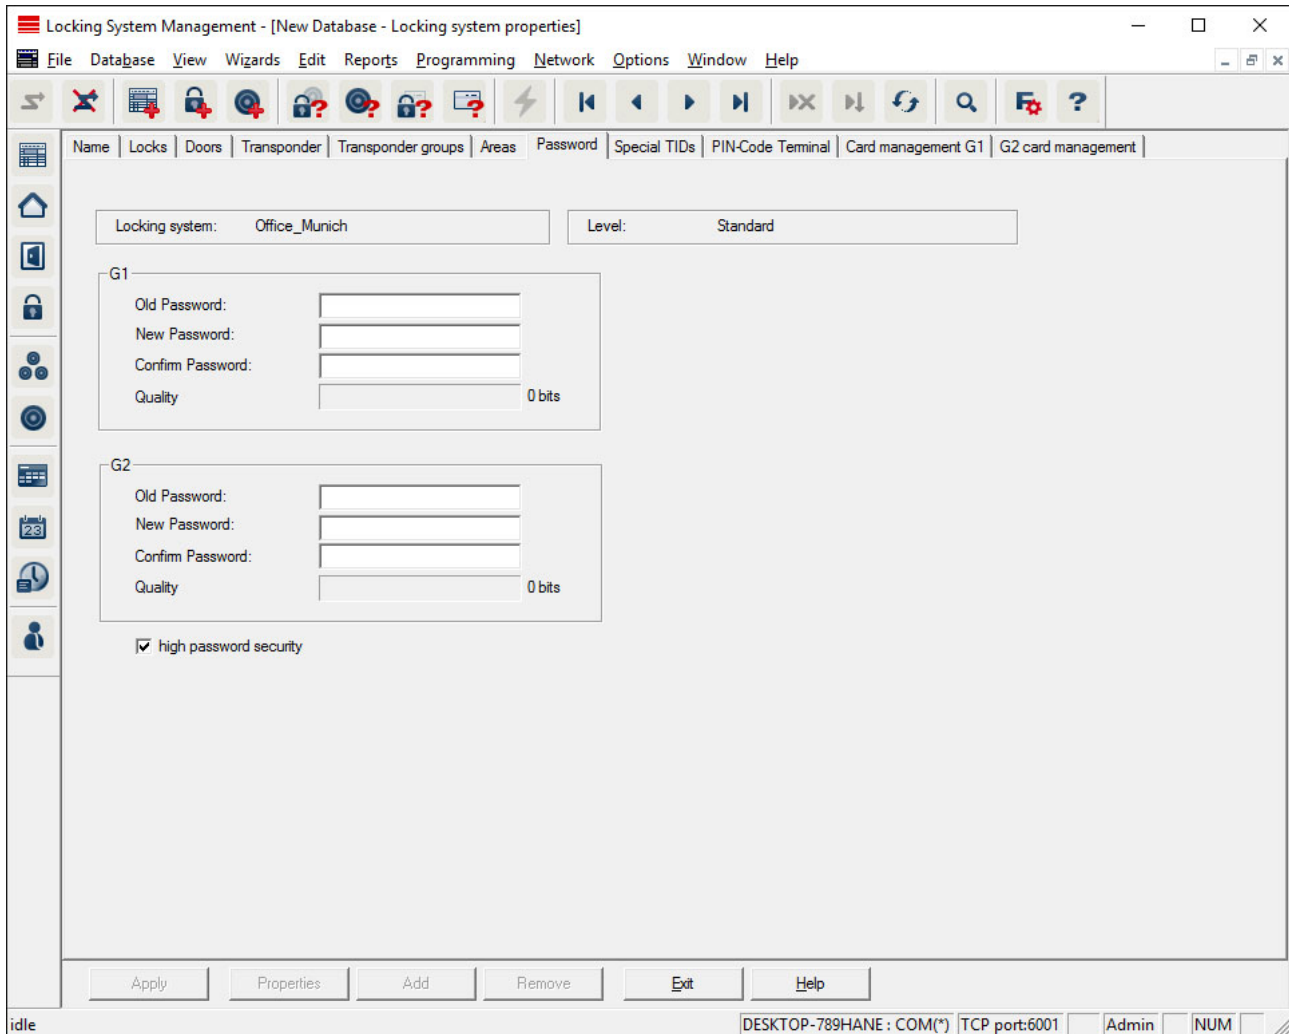 Locking System Management - [New Database - Locking system properties]
File Database View Wizards Edit Reports Programming Network Options Window Help
Name Locks Doors Transponder Transponder groups Areas Password Special TIDs PIN-Code Terminal Card management G1 G2 card management
Locking system: Office_Munich Level: Standard
G1
Old Password:
New Password:
Confirm Password:
Quality 0 bits
G2
Old Password:
New Password:
Confirm Password:
Quality 0 bits
high password security
Apply Properties Add Remove Exit Help
idle DESKTOP-789HANE : COM(*) TCP port:6001 Admin NUM